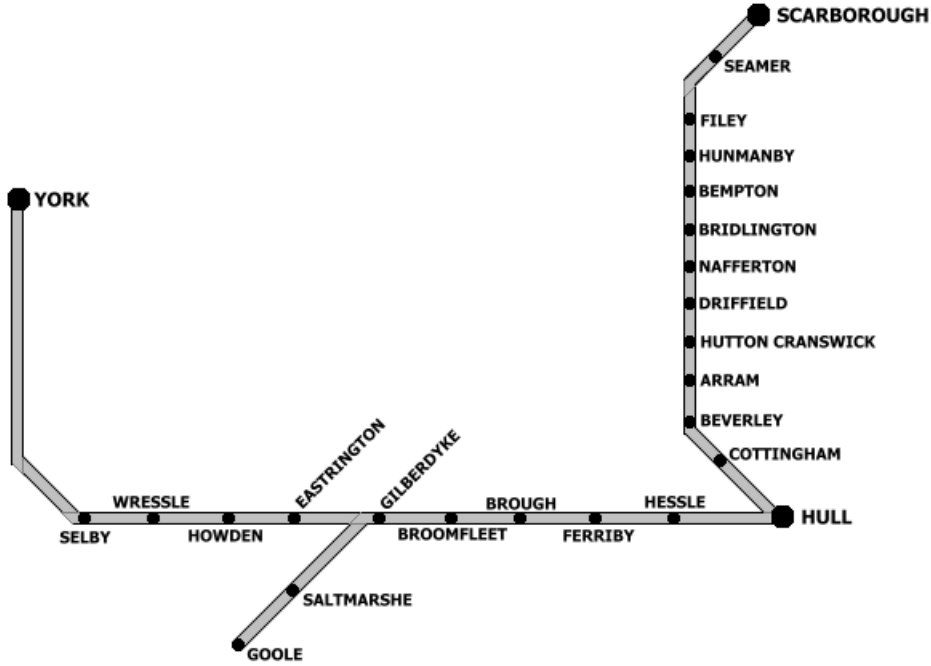 SCARBOROUGH
SEAMER
FILEY
HUNMANBY
BEMPTON
YORK
BRIDLINGTON
NAFFERTON
DRIFFIELD
HUTTON CRANSWICK
ARRAM
BEVERLEY
COTTINGHAM
EASTRINGTON
GILBERDYKE
WRESSLE
BROUGH
HESSLE
HULL
SELBY
HOWDEN
BROOMFLEET
FERRIBY
SALTMARSHE
GOOLE